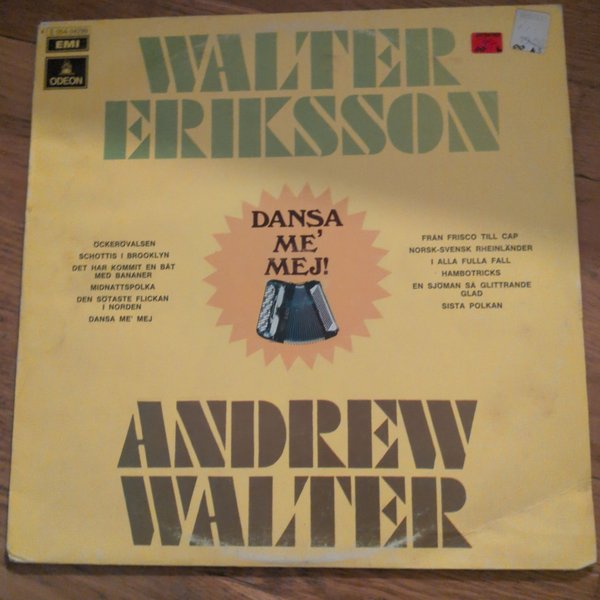 EMI
ODEON
WALTER
ERIKSSON
DANSA
ME'
MEJ!
ÖCKERÖVALSEN
SCHOTTIS I BROOKLYN
DET HAR KOMMIT EN BÅT
MED BANANER
MIDNATTSPOLKA
DEN SÖTASTE FLICKAN
I NORDEN
DANSA ME' MEJ
FRÅN FRISCO TILL CAP
NORSK-SVENSK RHEINLÄNDER
I ALLA FULLA FALL
HAMBOTRICKS
EN SJÖMAN SÅ GLITTRANDE
GLAD
SISTA POLKAN
ANDREW
WALTER